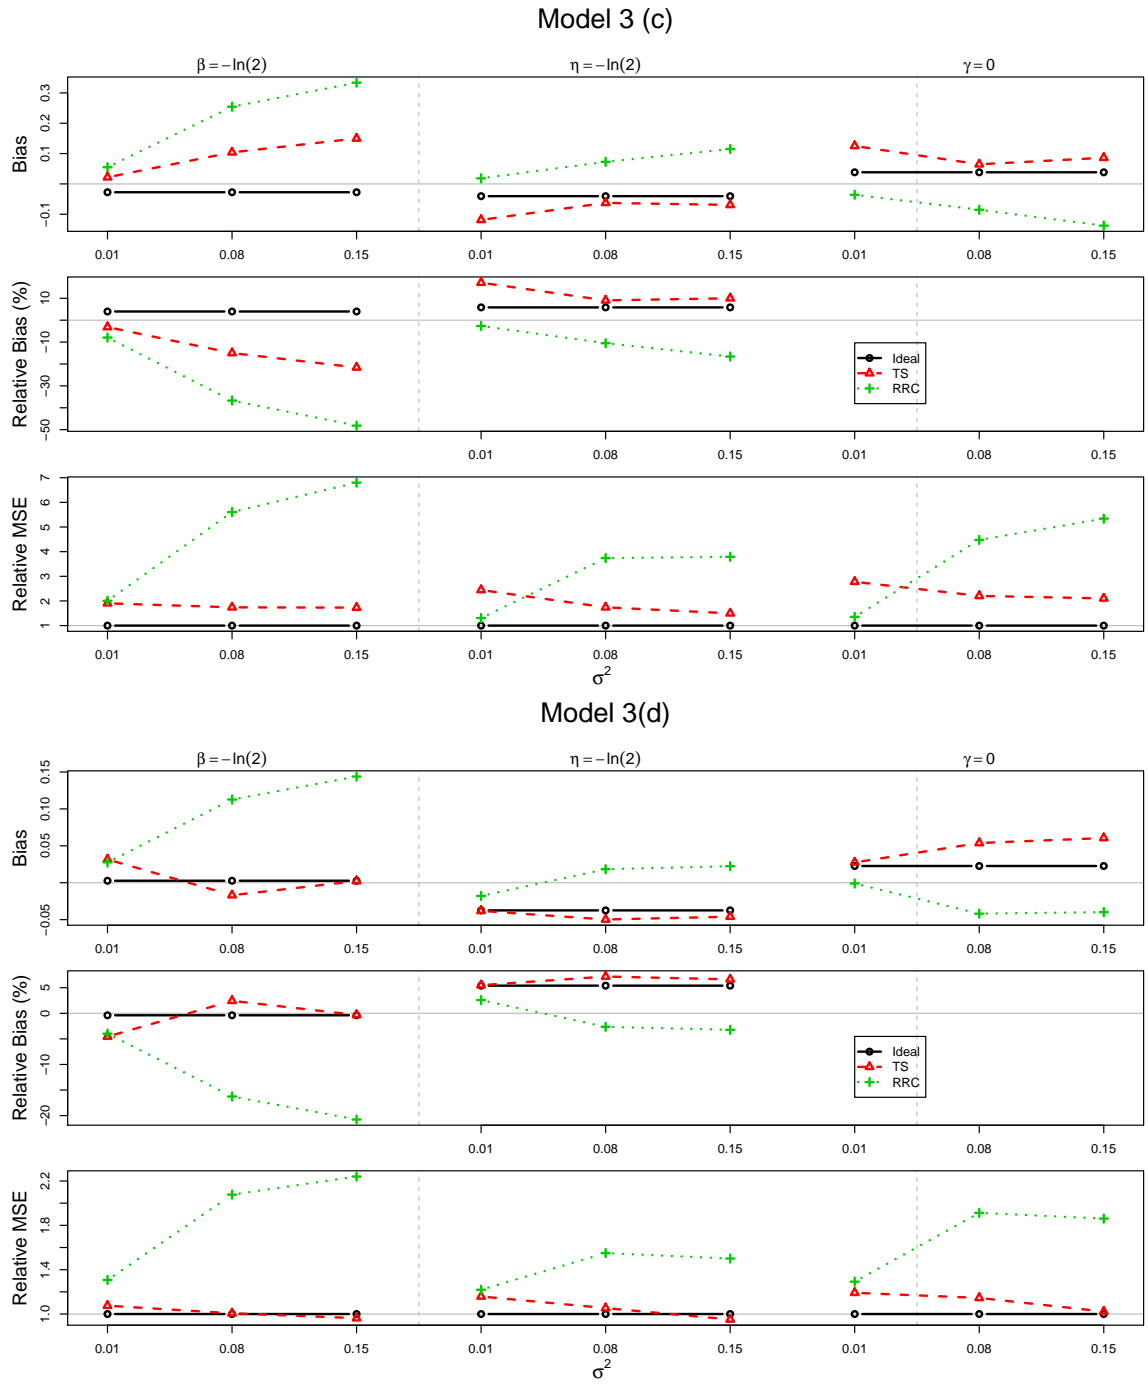 Model 3 (c)
β = −ln(2) η = −ln(2) γ = 0
Bias
−0.1 0.1 0.2 0.3
0.01 0.08 0.15 0.01 0.08 0.15 0.01 0.08 0.15
Relative Bias (%)
−50 −30 −10 10
Ideal
TS
RRC
0.01 0.08 0.15 0.01 0.08 0.15
Relative MSE
1 2 3 4 5 6 7
0.01 0.08 0.15 0.01 0.08 0.15 0.01 0.08 0.15
σ²
Model 3(d)
β = −ln(2) η = −ln(2) γ = 0
Bias
−0.05 0.05 0.10 0.15
0.01 0.08 0.15 0.01 0.08 0.15 0.01 0.08 0.15
Relative Bias (%)
−20 −10 0 5
Ideal
TS
RRC
0.01 0.08 0.15 0.01 0.08 0.15
Relative MSE
1.0 1.4 1.8 2.2
0.01 0.08 0.15 0.01 0.08 0.15 0.01 0.08 0.15
σ²